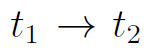 t₁ → t₂